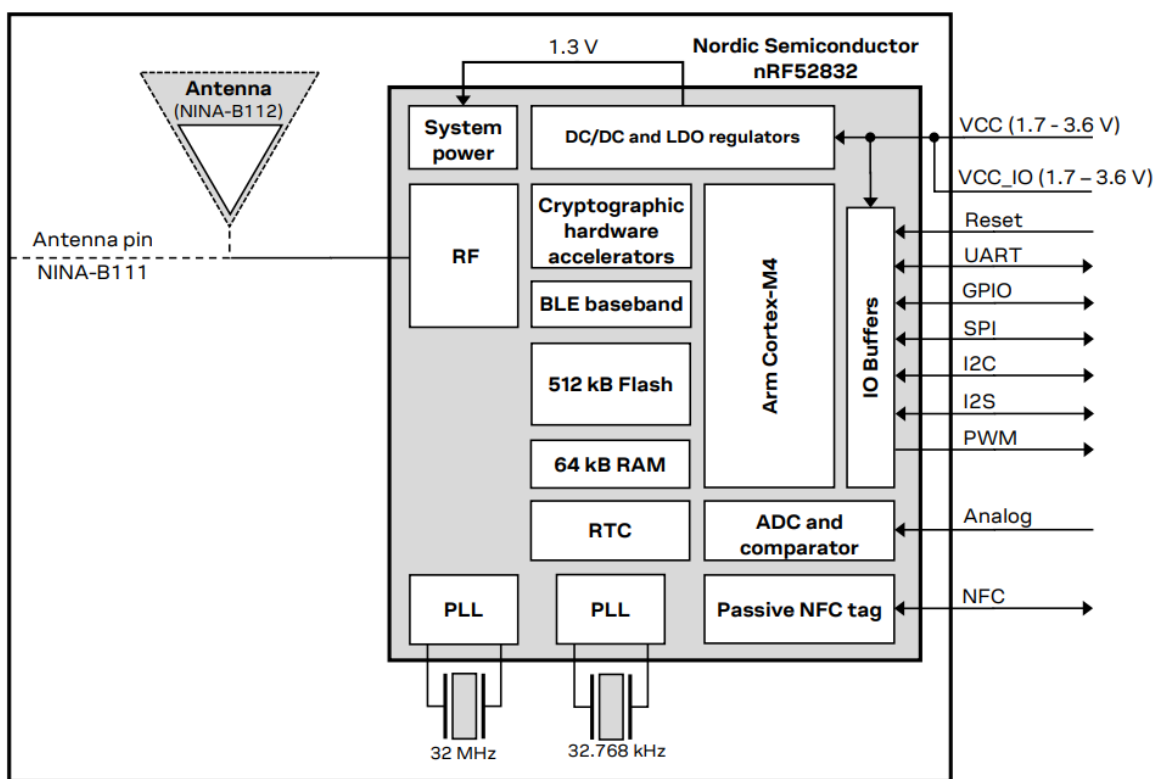 1.3 V
Nordic Semiconductor
nRF52832
Antenna
(NINA-B112)
System
power
DC/DC and LDO regulators
VCC (1.7 - 3.6 V)
VCC_IO (1.7 – 3.6 V)
Antenna pin
NINA-B111
RF
Cryptographic
hardware
accelerators
BLE baseband
512 kB Flash
64 kB RAM
RTC
Arm Cortex-M4
IO Buffers
Reset
UART
GPIO
SPI
I2C
I2S
PWM
ADC and
comparator
Analog
PLL
PLL
Passive NFC tag
NFC
32 MHz
32.768 kHz